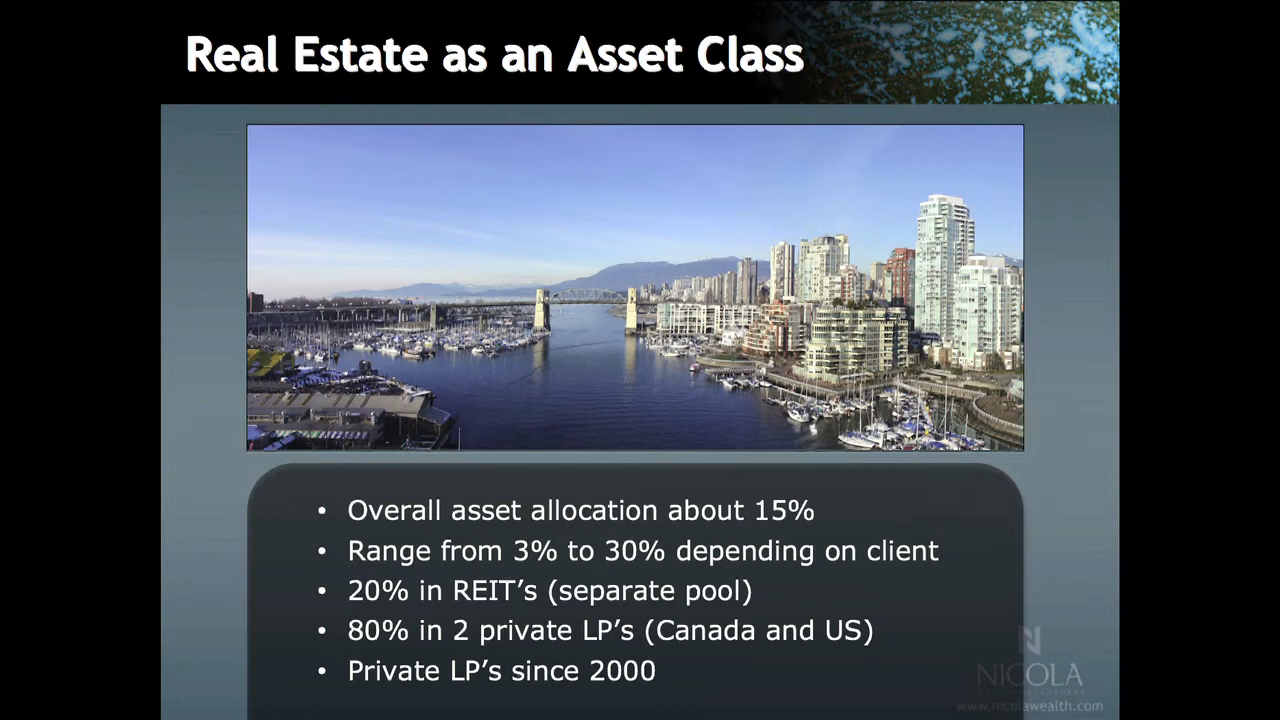 Real Estate as an Asset Class
• Overall asset allocation about 15%
• Range from 3% to 30% depending on client
• 20% in REIT’s (separate pool)
• 80% in 2 private LP’s (Canada and US)
• Private LP’s since 2000
N
NICOLA
www.nicolawealth.com